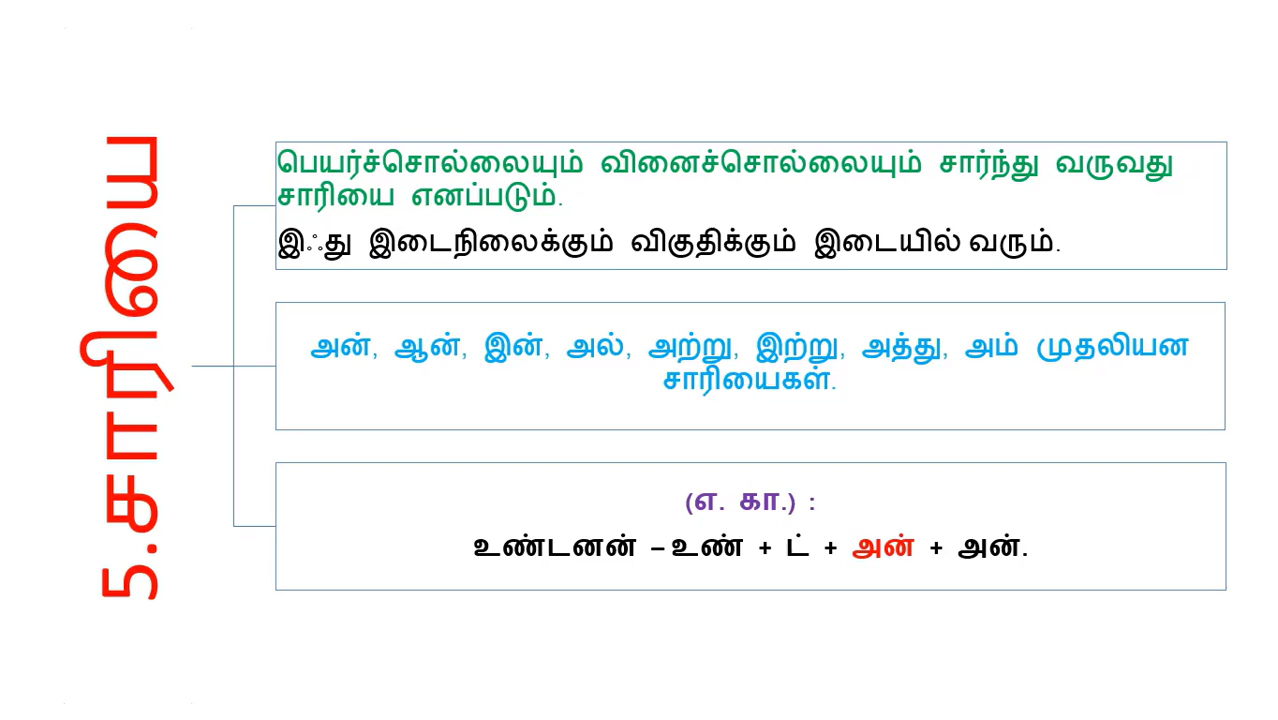 5.சாரியை
பெயர்ச்சொல்லையும் வினைச்சொல்லையும் சார்ந்து வருவது
சாரியை எனப்படும்.
இஃது இடைநிலைக்கும் விகுதிக்கும் இடையில் வரும்.
அன், ஆன், இன், அல், அற்று, இற்று, அத்து, அம் முதலியன
சாரியைகள்.
(எ. கா.) :
உண்டனன் – உண் + ட் + அன் + அன்.